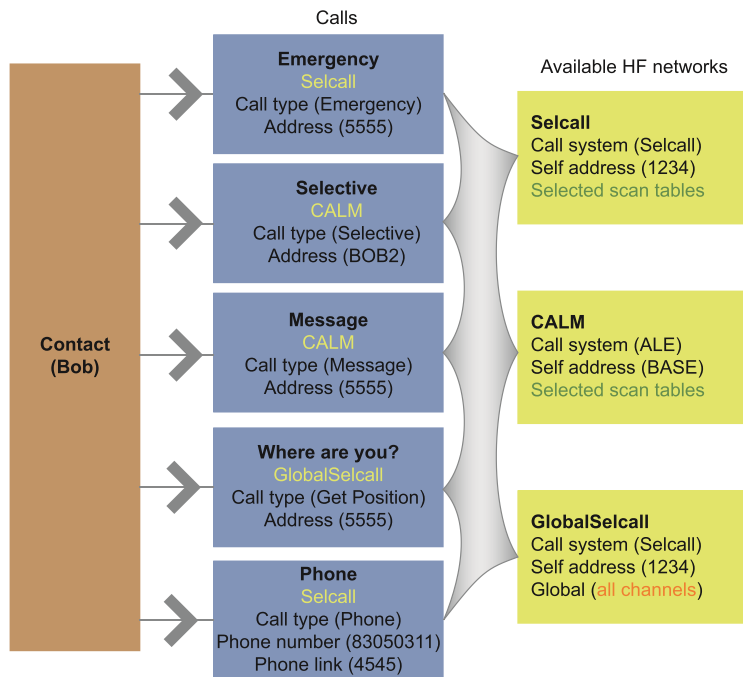 Calls
Available HF networks
Contact
(Bob)
Emergency
Selcall
Call type (Emergency)
Address (5555)
Selective
CALM
Call type (Selective)
Address (BOB2)
Message
CALM
Call type (Message)
Address (5555)
Where are you?
GlobalSelcall
Call type (Get Position)
Address (5555)
Phone
Selcall
Call type (Phone)
Phone number (83050311)
Phone link (4545)
Selcall
Call system (Selcall)
Self address (1234)
Selected scan tables
CALM
Call system (ALE)
Self address (BASE)
Selected scan tables
GlobalSelcall
Call system (Selcall)
Self address (1234)
Global (all channels)